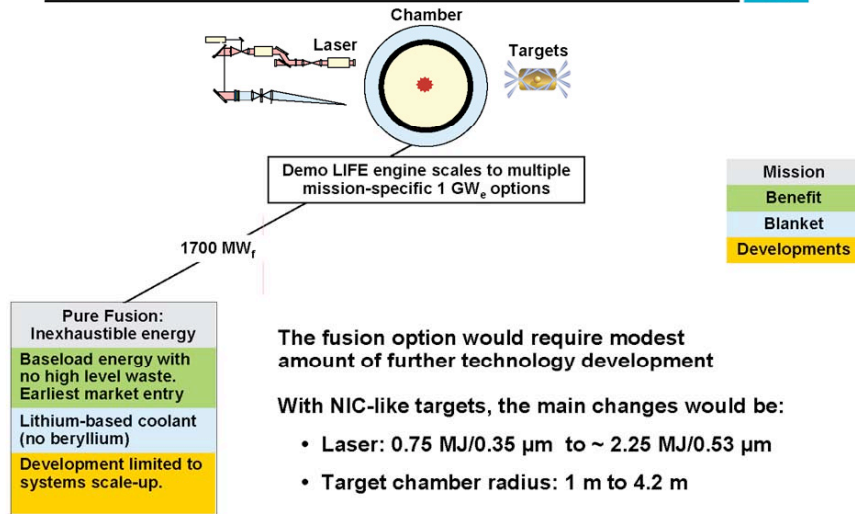 Chamber
Laser
Targets
Demo LIFE engine scales to multiple
mission-specific 1 GWe options
Mission
Benefit
Blanket
Developments
1700 MWf
Pure Fusion:
Inexhaustible energy
Baseload energy with
no high level waste.
Earliest market entry
Lithium-based coolant
(no beryllium)
Development limited to
systems scale-up.
The fusion option would require modest
amount of further technology development
With NIC-like targets, the main changes would be:
• Laser: 0.75 MJ/0.35 µm to ~ 2.25 MJ/0.53 µm
• Target chamber radius: 1 m to 4.2 m